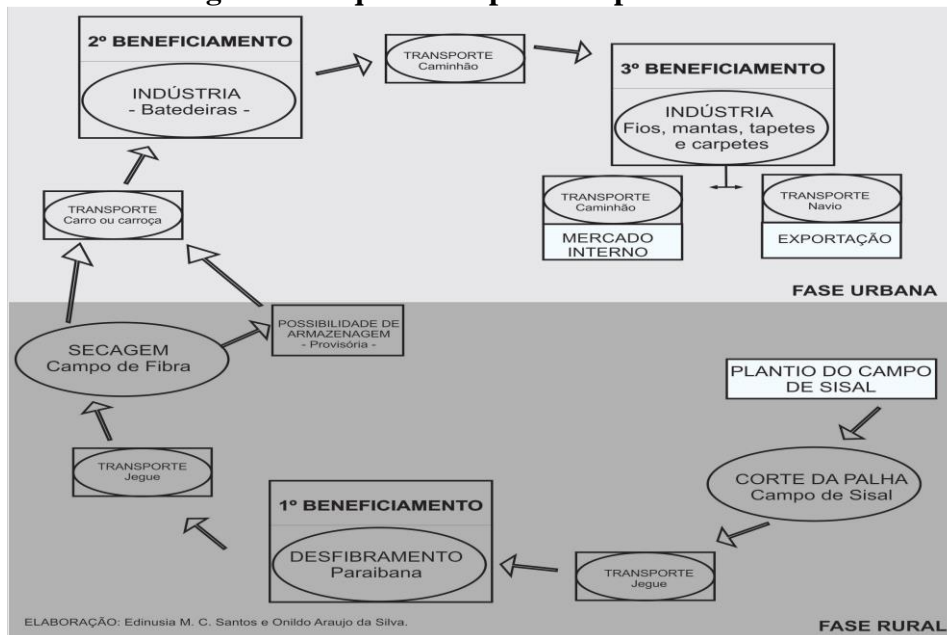 2º BENEFICIAMENTO
INDÚSTRIA
- Batedeiras -
TRANSPORTE
Caminhão
3º BENEFICIAMENTO
INDÚSTRIA
Fios, mantas, tapetes
e carpetes
TRANSPORTE
Caminhão
MERCADO
INTERNO
TRANSPORTE
Navio
EXPORTAÇÃO
TRANSPORTE
Carro ou carroça
FASE URBANA
SECAGEM
Campo de Fibra
POSSIBILIDADE DE
ARMAZENAGEM
- Provisória -
PLANTIO DO CAMPO
DE SISAL
CORTE DA PALHA
Campo de Sisal
TRANSPORTE
Jegue
1º BENEFICIAMENTO
DESFIBRAMENTO
Paraibana
TRANSPORTE
Jegue
ELABORAÇÃO: Edinusia M. C. Santos e Onildo Araujo da Silva.
FASE RURAL